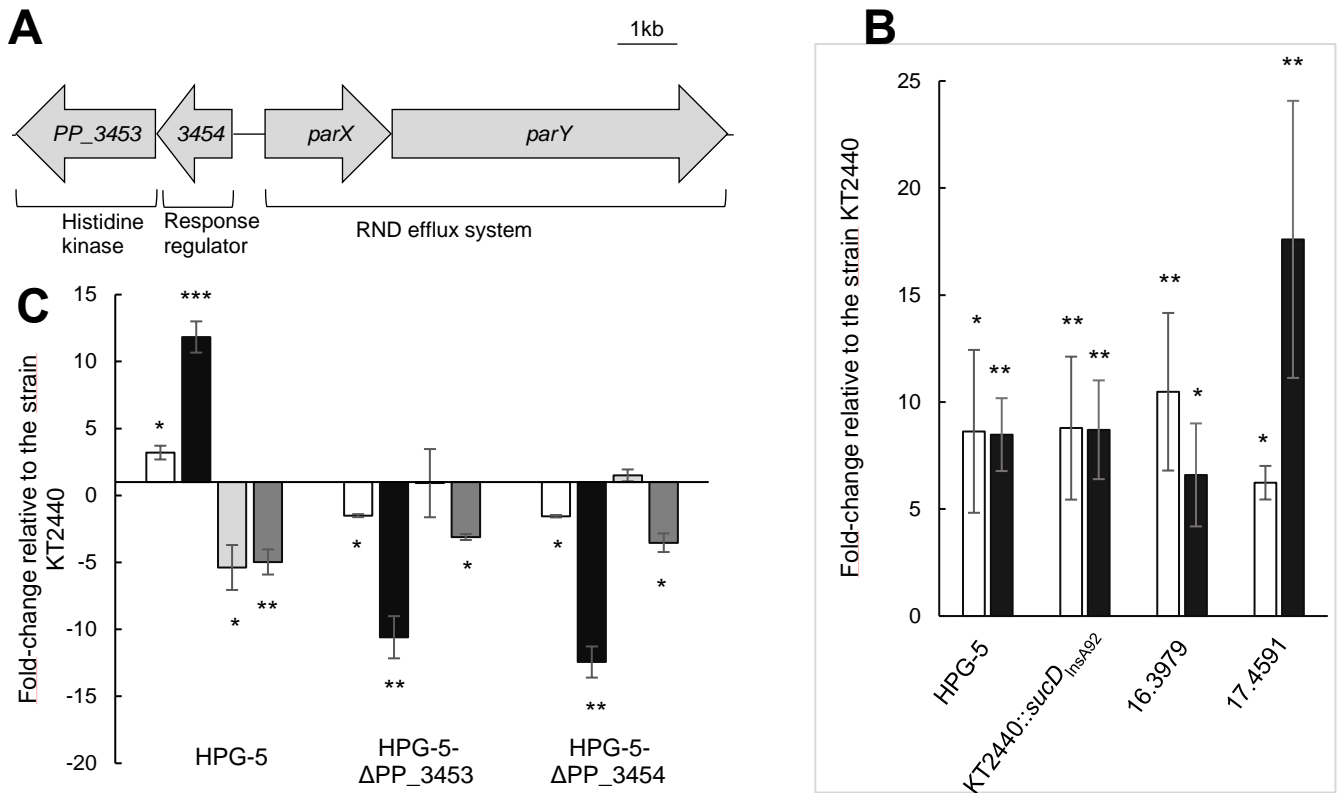 A
1kb
PP_3453
3454
parX
parY
Histidine
kinase
Response
regulator
RND efflux system
B
Fold-change relative to the strain KT2440
25
20
15
10
5
0
*
**
**
**
**
*
*
**
HPG-5
KT2440::sucD InsA92
16.3979
17.4591
C
Fold-change relative to the strain
KT2440
15
10
5
0
-5
-10
-15
-20
*
***
*
**
*
**
*
*
**
*
HPG-5
HPG-5-
ΔPP_3453
HPG-5-
ΔPP_3454